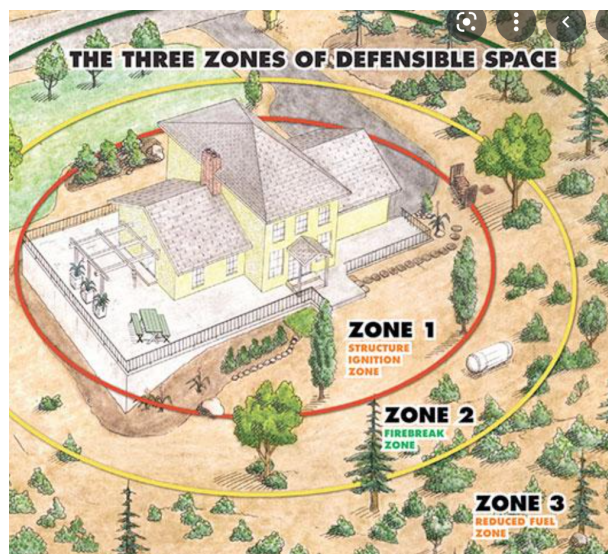 THE THREE ZONES OF DEFENSIBLE SPACE
ZONE 1
STRUCTURE
IGNITION
ZONE
ZONE 2
FIREBREAK
ZONE
ZONE 3
REDUCED FUEL
ZONE